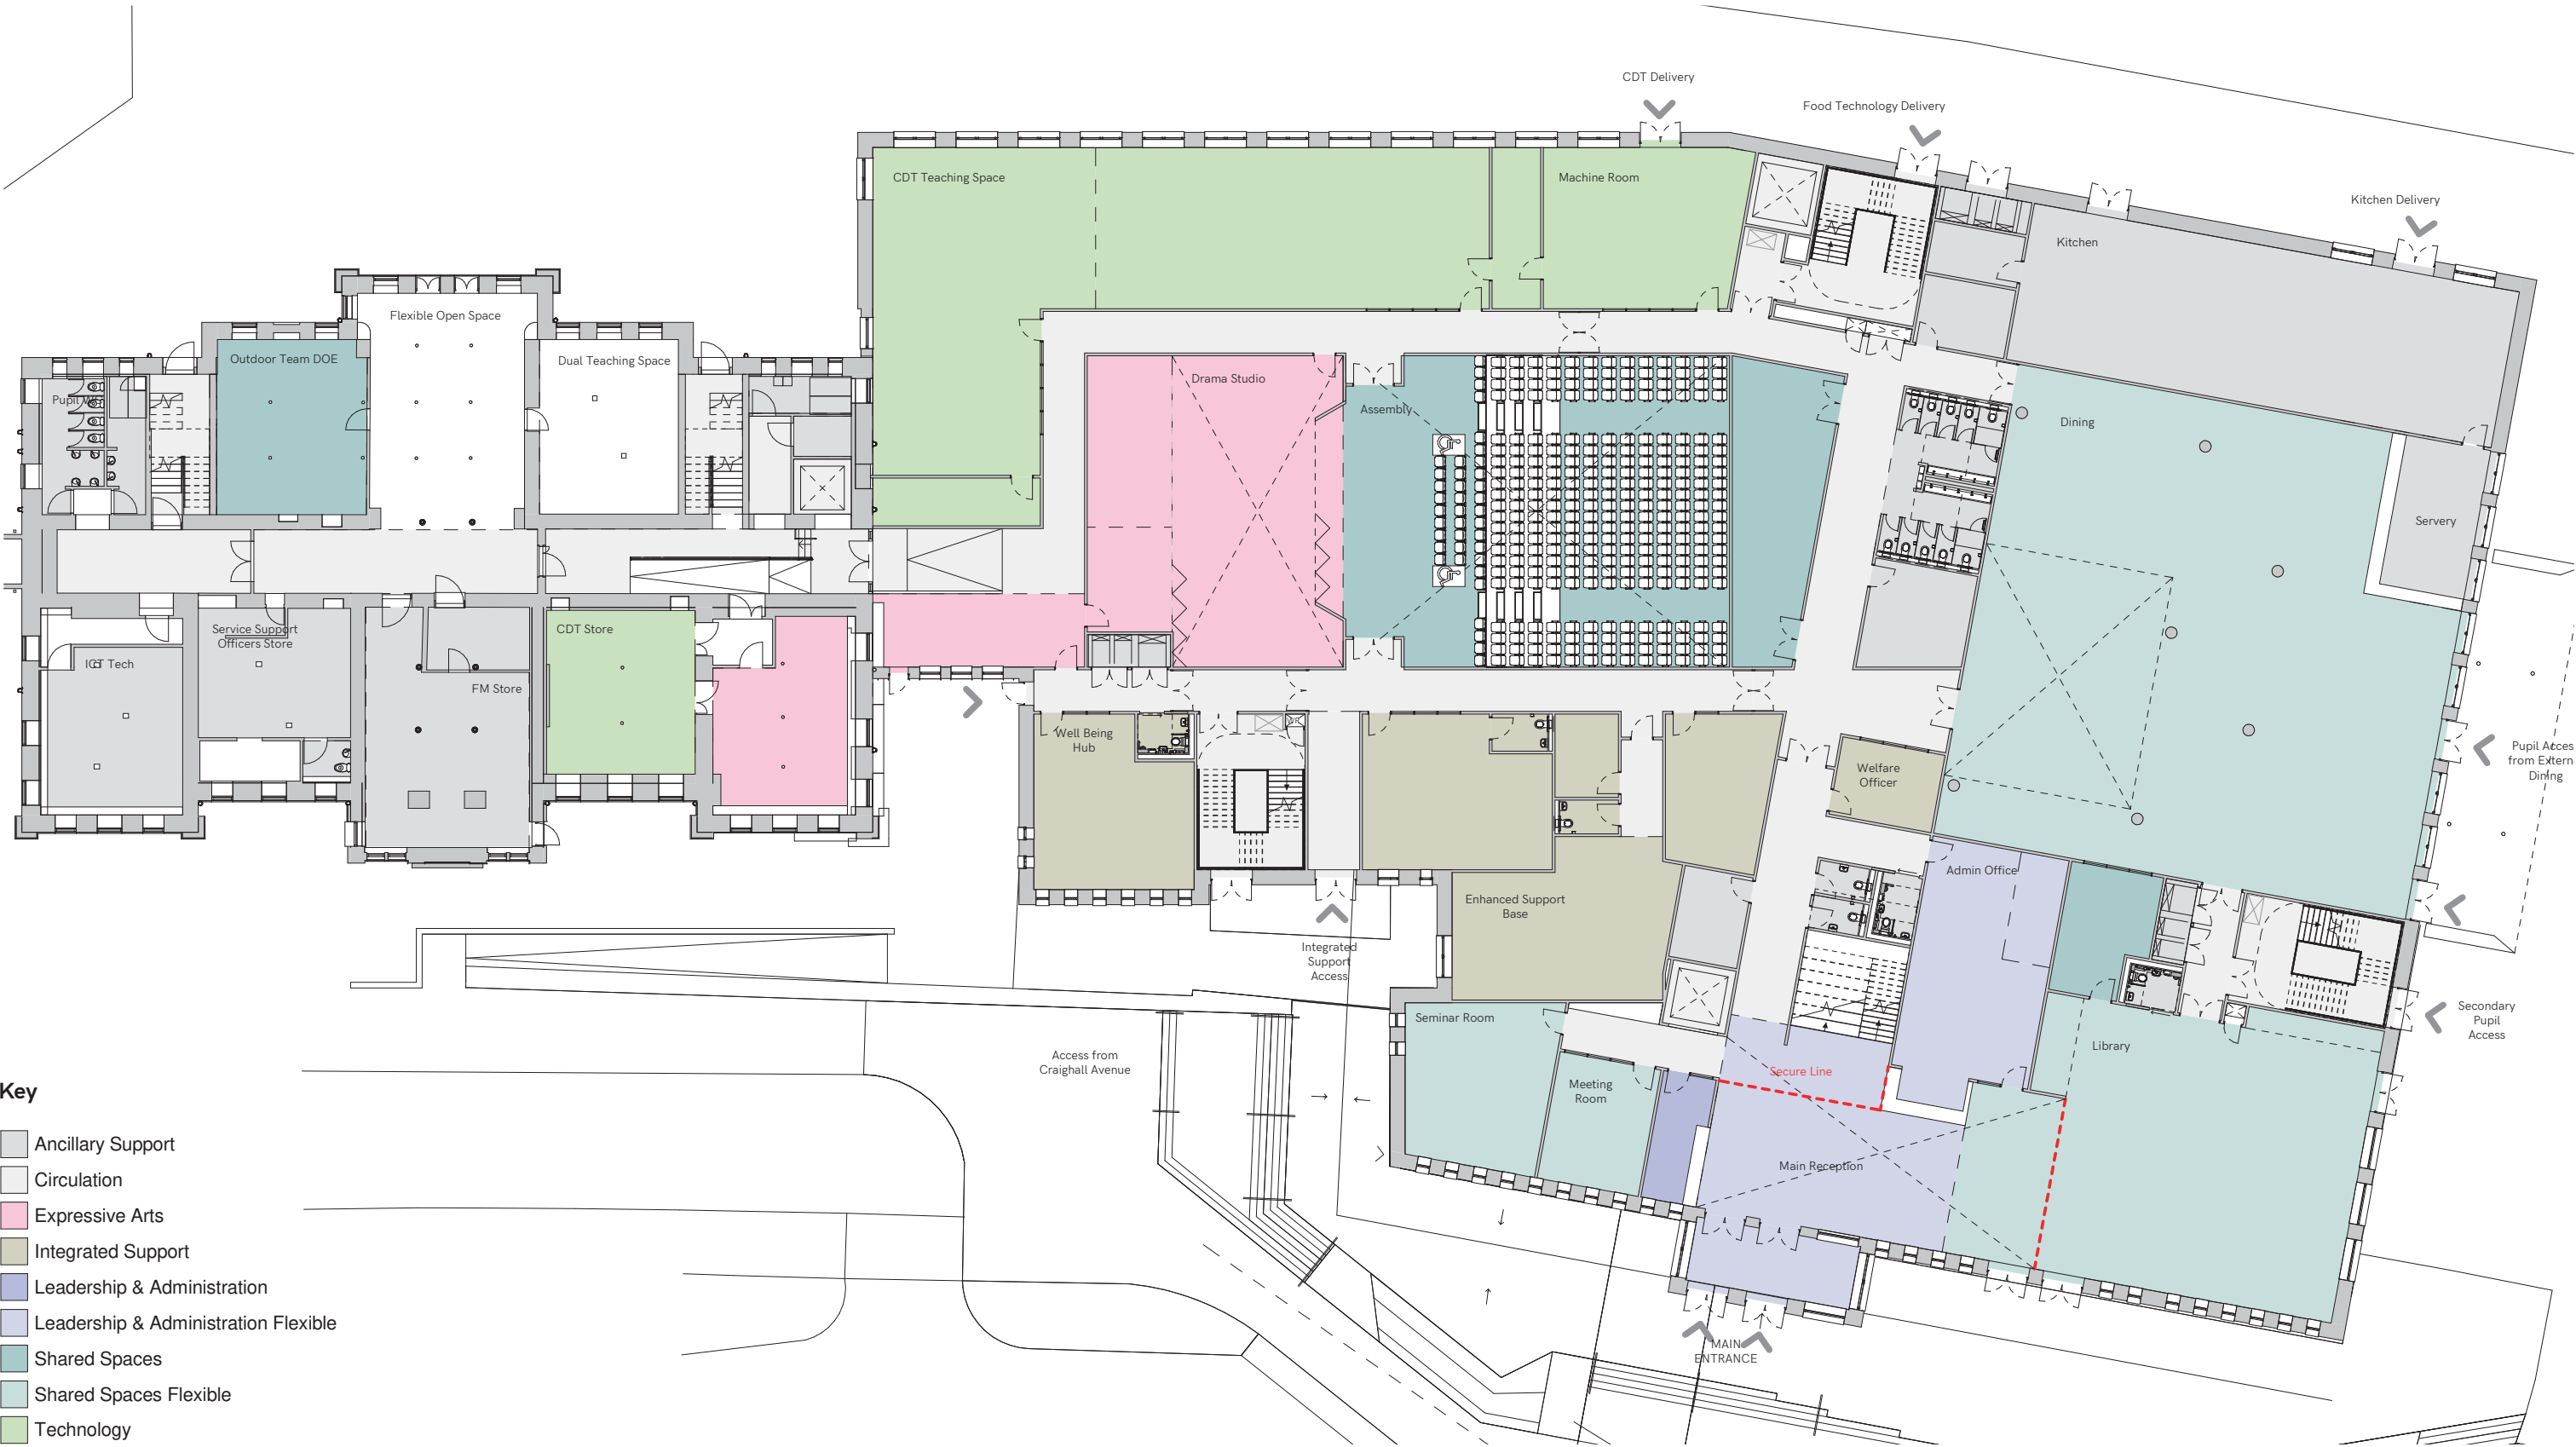 CDT Delivery
Food Technology Delivery
Kitchen Delivery
CDT Teaching Space
Machine Room
Kitchen
Flexible Open Space
Outdoor Team DOE
Dual Teaching Space
Drama Studio
Pupil WC
Assembly
Dining
Servery
Service Support
Officers Store
CDT Store
ICT Tech
FM Store
Well Being
Hub
Welfare
Officer
Pupil Acces
from Extern
Dining
Admin Office
Enhanced Support
Base
Integrated
Support
Access
Secondary
Pupil
Access
Seminar Room
Library
Access from
Craighall Avenue
Secure Line
Meeting
Room
Main Reception
MAIN
ENTRANCE
Key
Ancillary Support
Circulation
Expressive Arts
Integrated Support
Leadership & Administration
Leadership & Administration Flexible
Shared Spaces
Shared Spaces Flexible
Technology